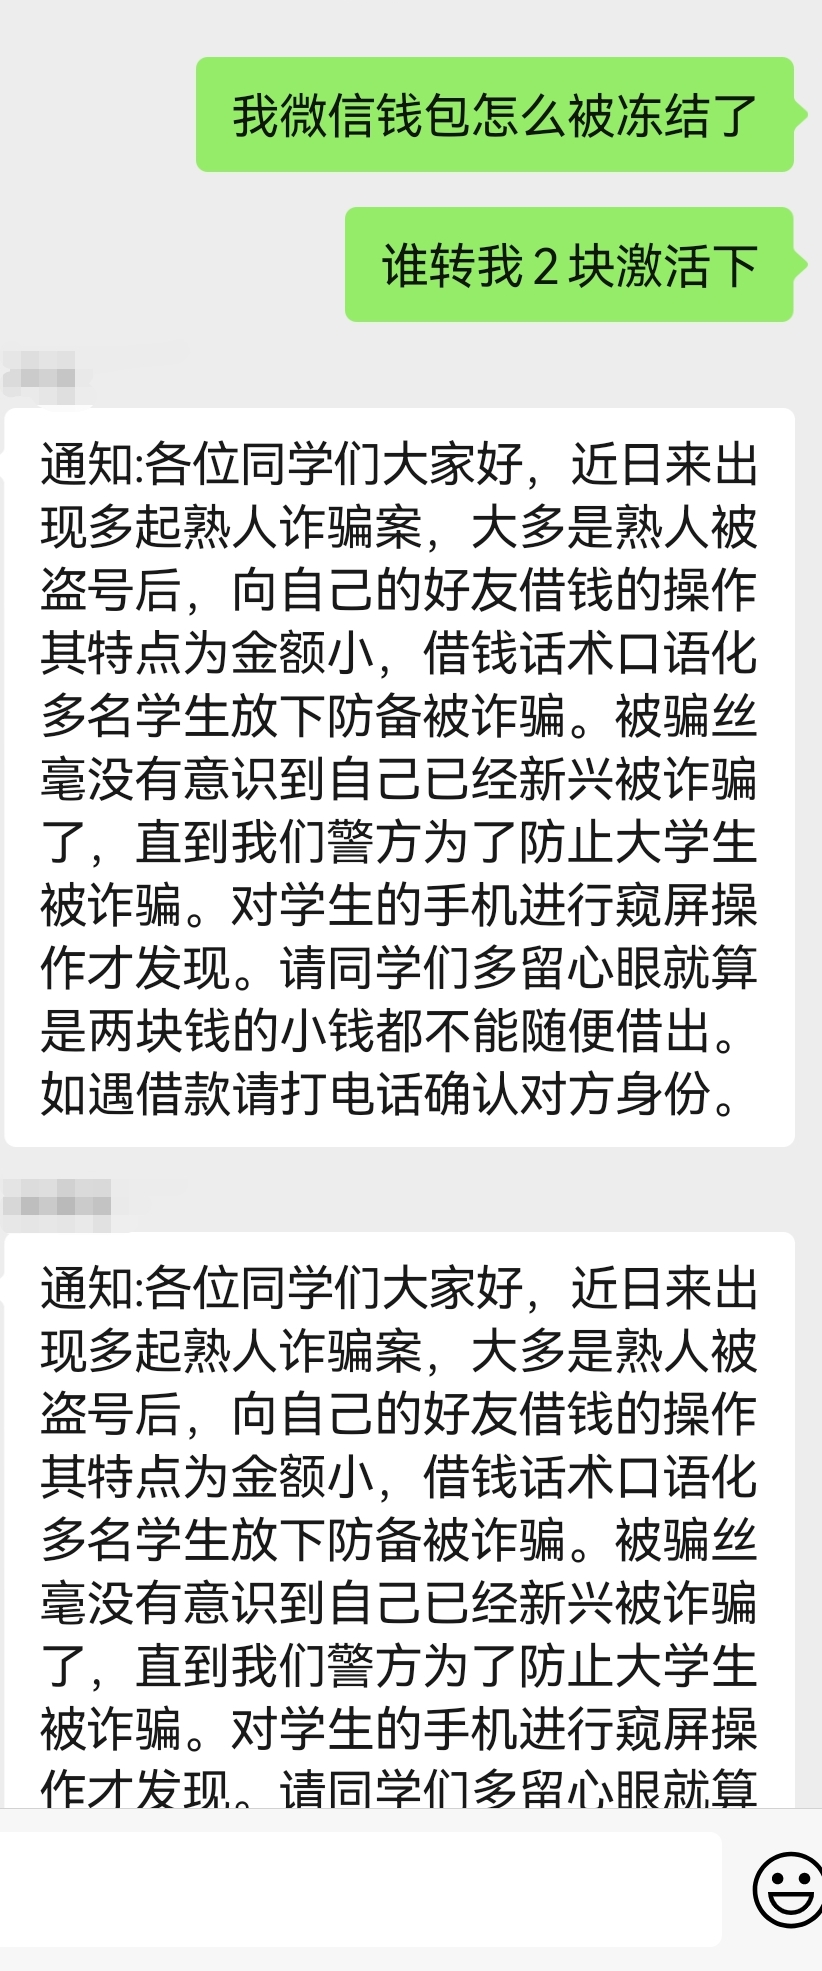 我微信钱包怎么被冻结了
谁转我2块激活下
通知:各位同学们大家好，近日来出
现多起熟人诈骗案，大多是熟人被
盗号后，向自己的好友借钱的操作
其特点为金额小，借钱话术口语化
多名学生放下防备被诈骗。被骗丝
毫没有意识到自己已经新兴被诈骗
了，直到我们警方为了防止大学生
被诈骗。对学生的手机进行窥屏操
作才发现。请同学们多留心眼就算
是两块钱的小钱都不能随便借出。
如遇借款请打电话确认对方身份。
通知:各位同学们大家好，近日来出
现多起熟人诈骗案，大多是熟人被
盗号后，向自己的好友借钱的操作
其特点为金额小，借钱话术口语化
多名学生放下防备被诈骗。被骗丝
毫没有意识到自己已经新兴被诈骗
了，直到我们警方为了防止大学生
被诈骗。对学生的手机进行窥屏操
作才发现。请同学们多留心眼就算